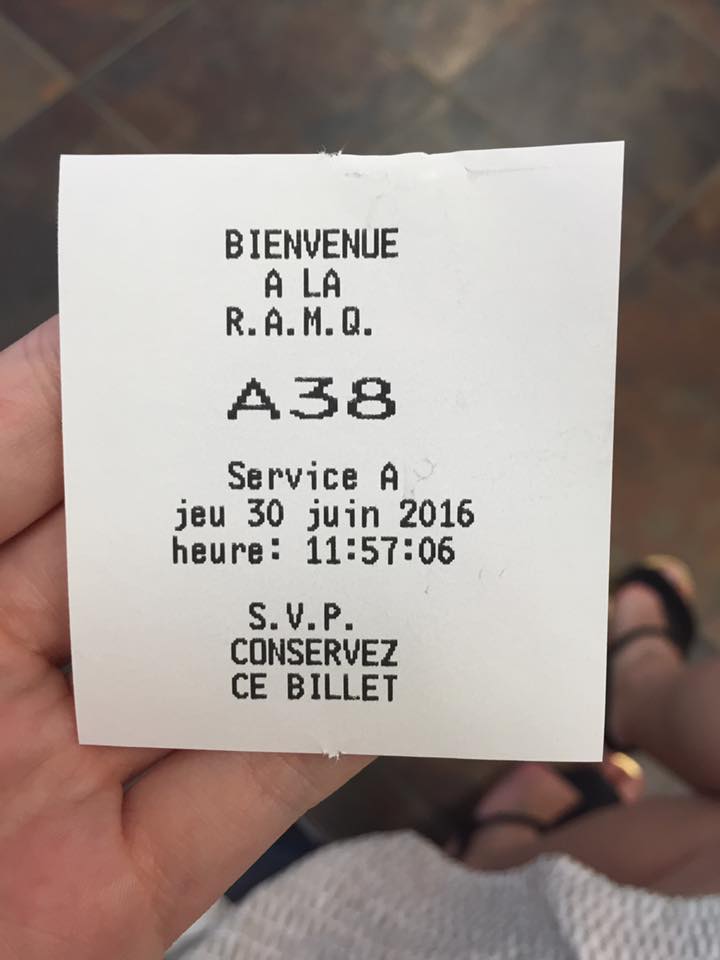 BIENVENUE
A LA
R.A.M.Q.
A38
Service A
jeu 30 juin 2016
heure: 11:57:06
S.V.P.
CONSERVEZ
CE BILLET